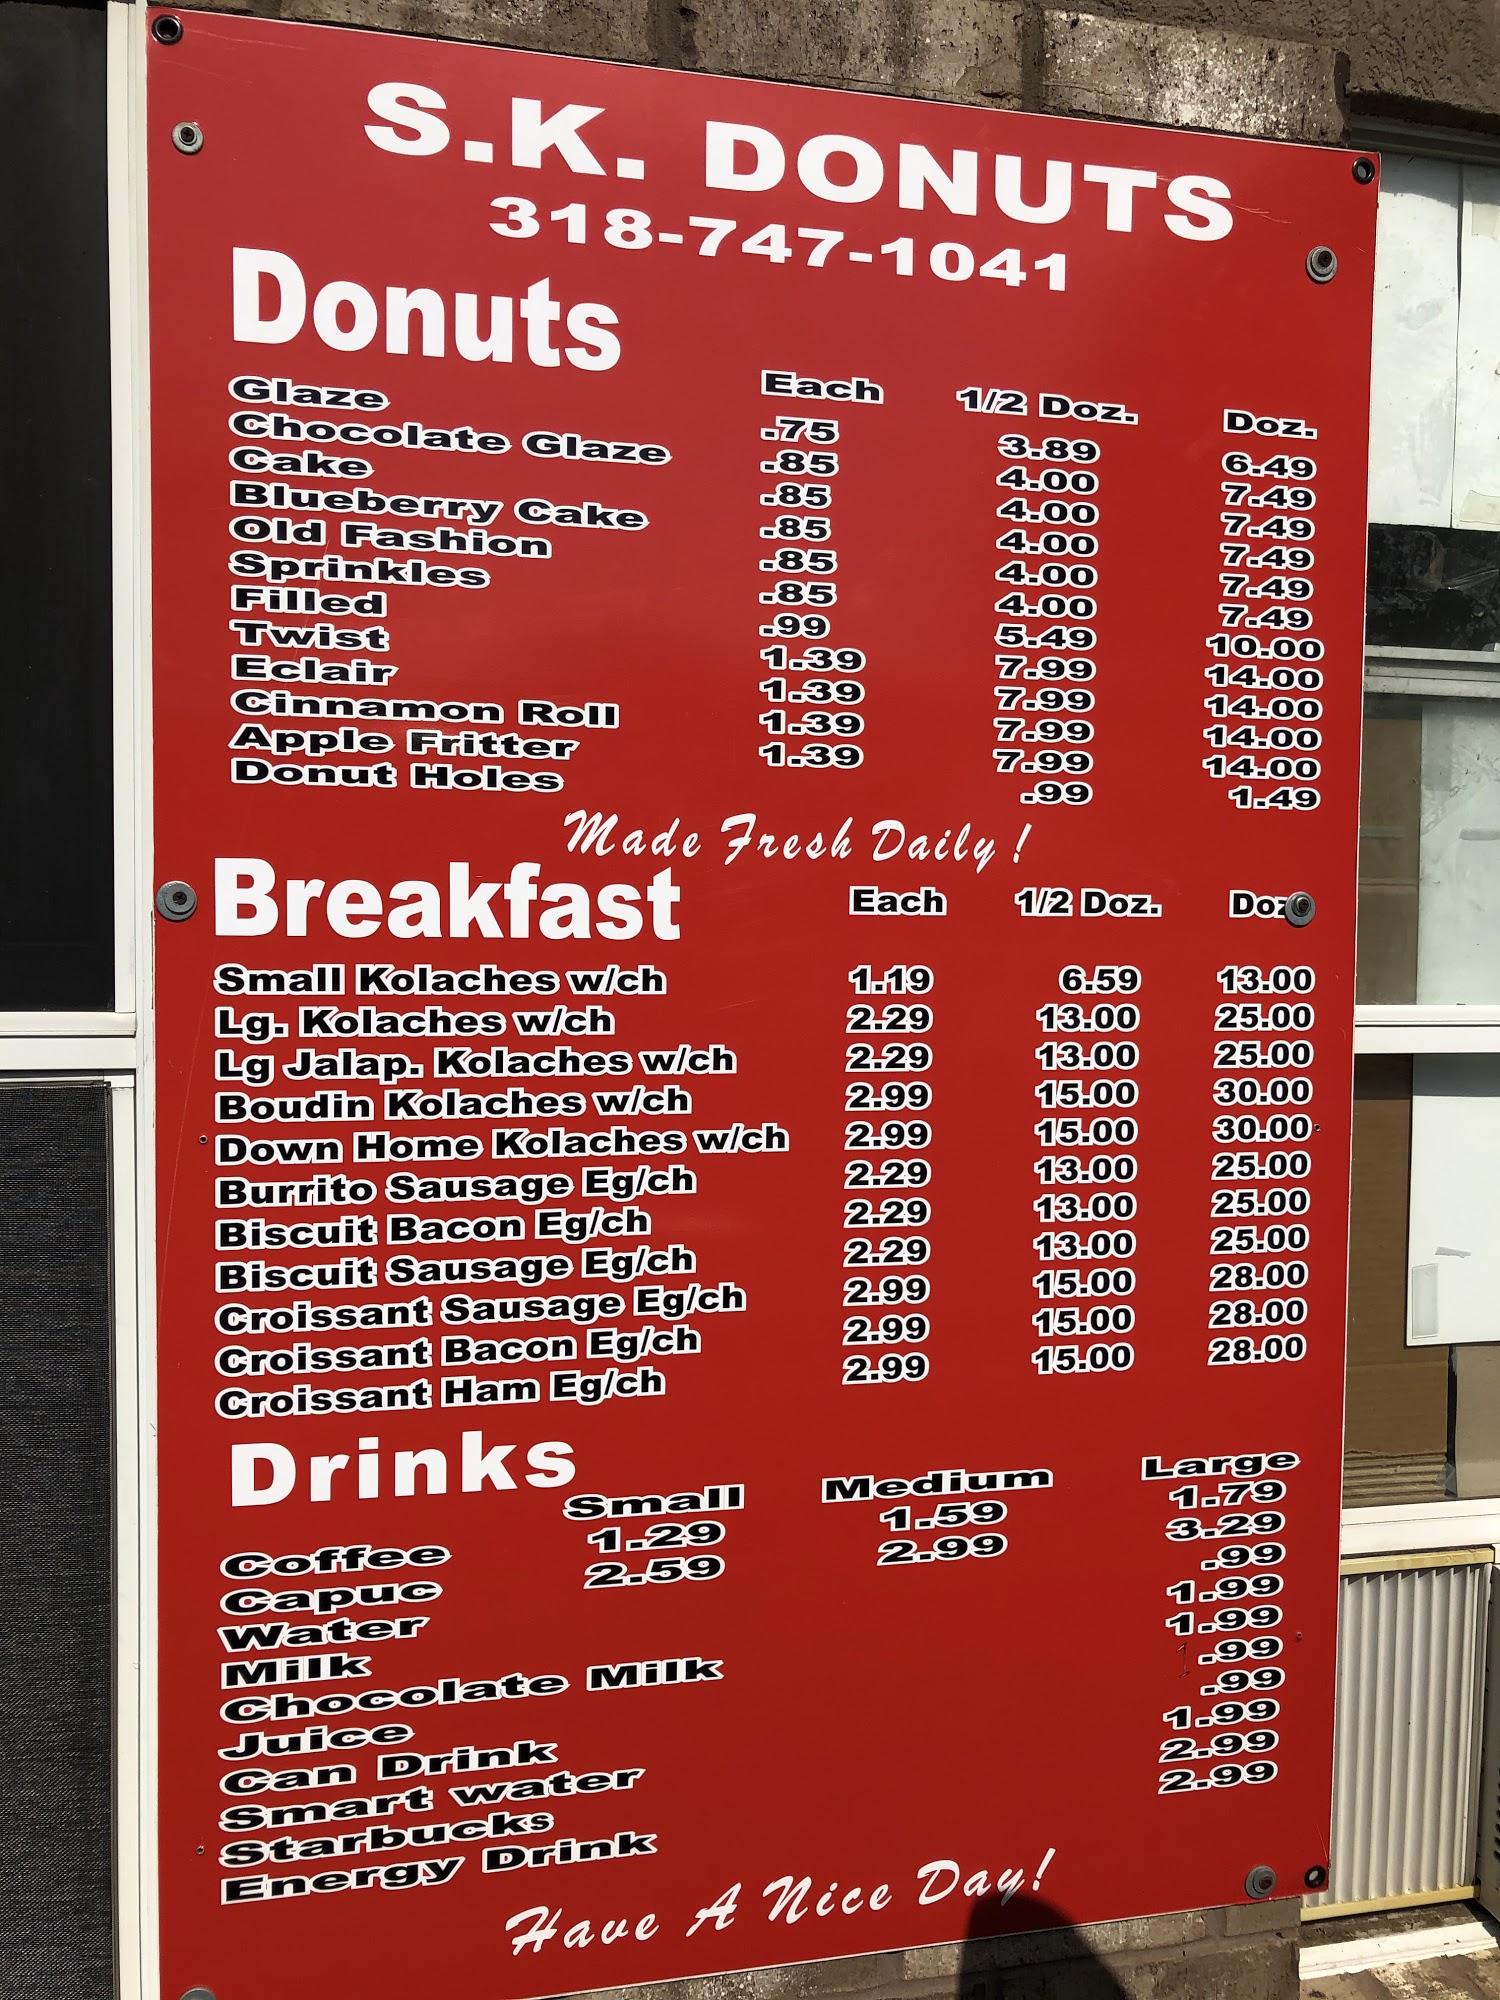 S.K. DONUTS
318-747-1041
Donuts
Each 1/2 Doz. Doz.
Glaze .75 3.89 6.49
Chocolate Glaze .85 4.00 7.49
Cake .85 4.00 7.49
Blueberry Cake .85 4.00 7.49
Old Fashion .85 4.00 7.49
Sprinkles .85 4.00 7.49
Filled .99 5.49 10.00
Twist 1.39 7.99 14.00
Eclair 1.39 7.99 14.00
Cinnamon Roll 1.39 7.99 14.00
Apple Fritter 1.39 7.99 14.00
Donut Holes .99 1.49
Made Fresh Daily!
Breakfast Each 1/2 Doz. Doz
Small Kolaches w/ch 1.19 6.59 13.00
Lg. Kolaches w/ch 2.29 13.00 25.00
Lg Jalap. Kolaches w/ch 2.29 13.00 25.00
Boudin Kolaches w/ch 2.99 15.00 30.00
Down Home Kolaches w/ch 2.99 15.00 30.00
Burrito Sausage Eg/ch 2.29 13.00 25.00
Biscuit Bacon Eg/ch 2.29 13.00 25.00
Biscuit Sausage Eg/ch 2.29 13.00 25.00
Croissant Sausage Eg/ch 2.99 15.00 28.00
Croissant Bacon Eg/ch 2.99 15.00 28.00
Croissant Ham Eg/ch 2.99 15.00 28.00
Drinks
Small Medium Large
Coffee 1.29 1.59 1.79
Capuc 2.59 2.99 3.29
Water .99
Milk 1.99
Chocolate Milk 1.99
Juice 1.99
Can Drink .99
Smart water 1.99
Starbucks 2.99
Energy Drink 2.99
Have A Nice Day!